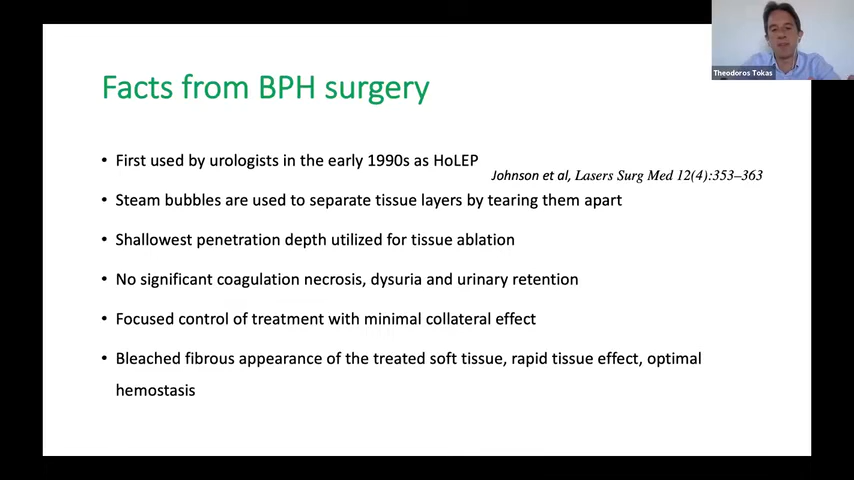 Theodoros Tokas
Facts from BPH surgery
• First used by urologists in the early 1990s as HoLEP
Johnson et al, Lasers Surg Med 12(4):353–363
• Steam bubbles are used to separate tissue layers by tearing them apart
• Shallowest penetration depth utilized for tissue ablation
• No significant coagulation necrosis, dysuria and urinary retention
• Focused control of treatment with minimal collateral effect
• Bleached fibrous appearance of the treated soft tissue, rapid tissue effect, optimal
hemostasis